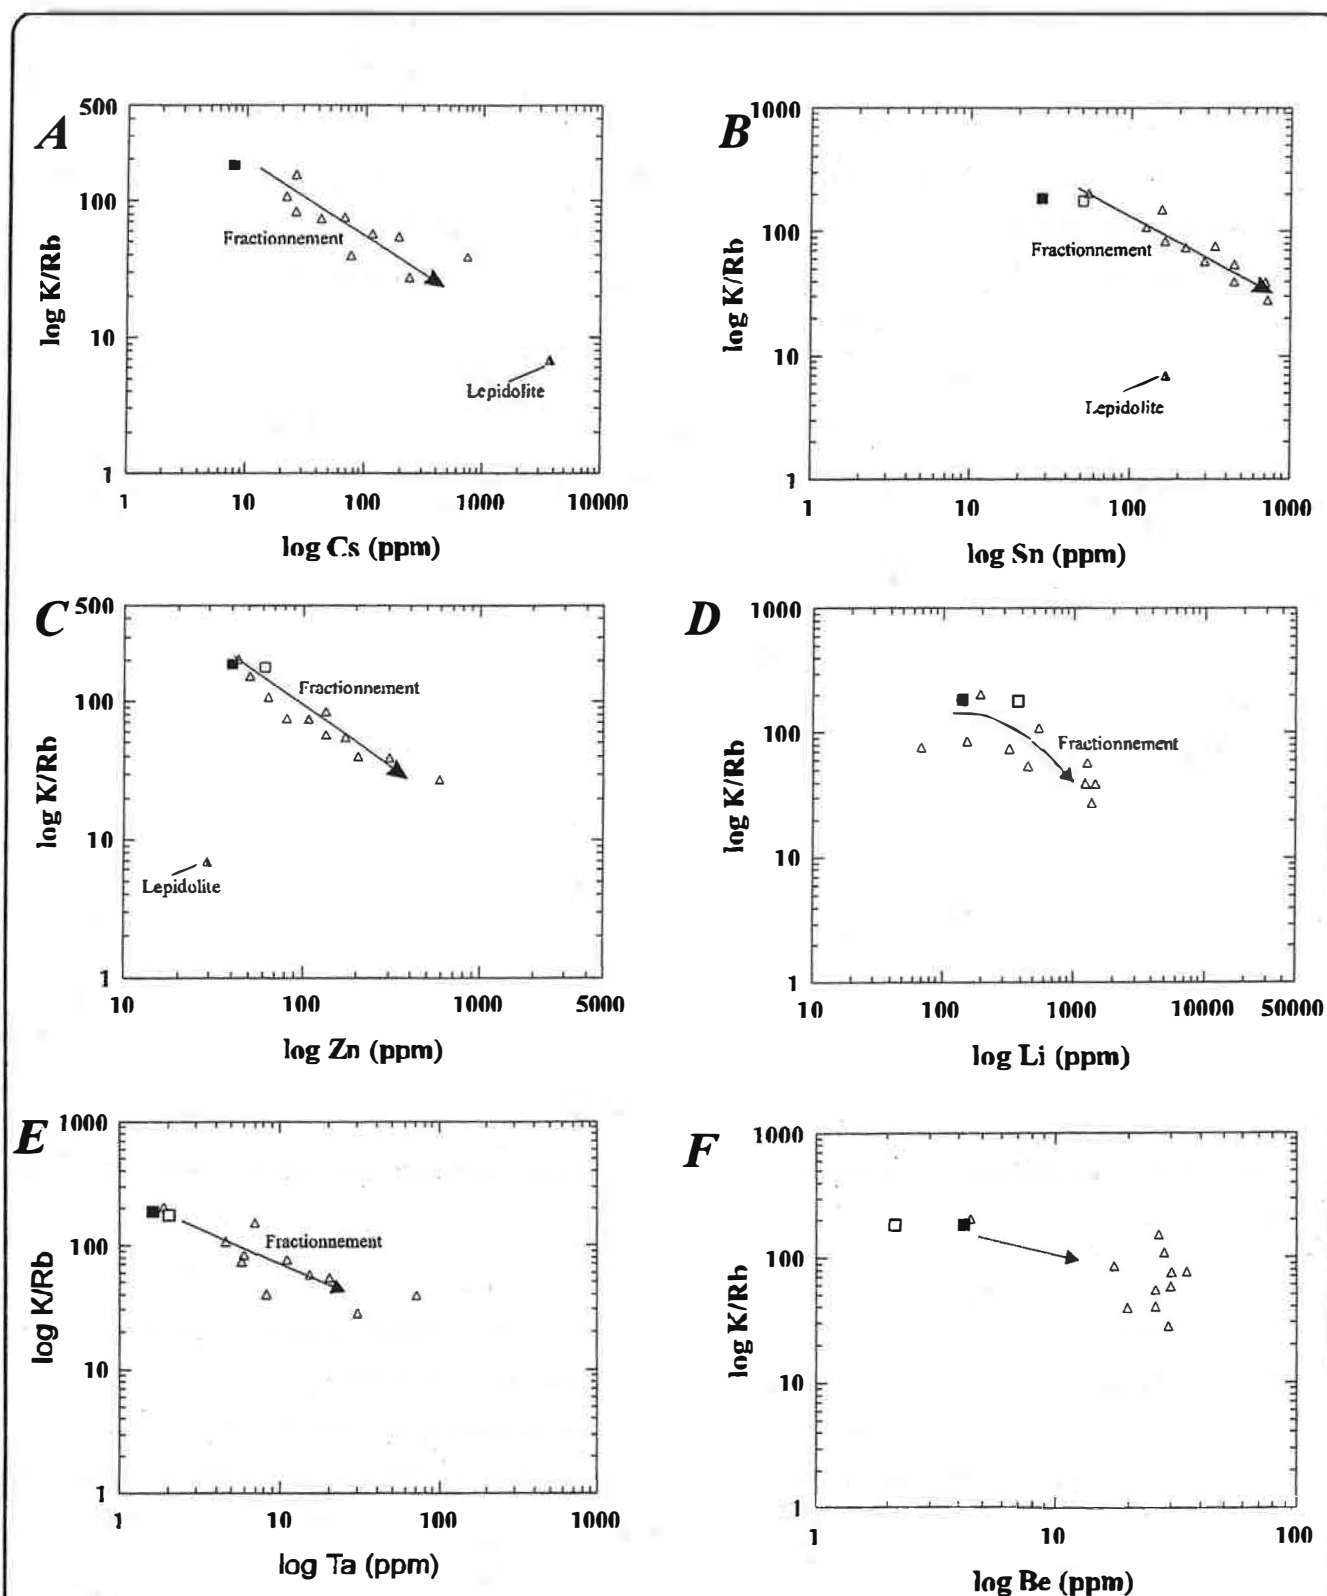 A
500
100
10
1
log K/Rb
Fractionnement
Lepidolite
1 10 100 1000 10000
log Cs (ppm)
B
1000
100
10
1
log K/Rb
Fractionnement
Lepidolite
1 10 100 1000
log Sn (ppm)
C
500
100
10
1
log K/Rb
Fractionnement
Lepidolite
10 100 1000 5000
log Zn (ppm)
D
1000
100
10
1
log K/Rb
Fractionnement
10 100 1000 10000 50000
log Li (ppm)
E
1000
100
10
1
log K/Rb
Fractionnement
1 10 100 1000
log Ta (ppm)
F
1000
100
10
1
log K/Rb
1 10 100
log Be (ppm)